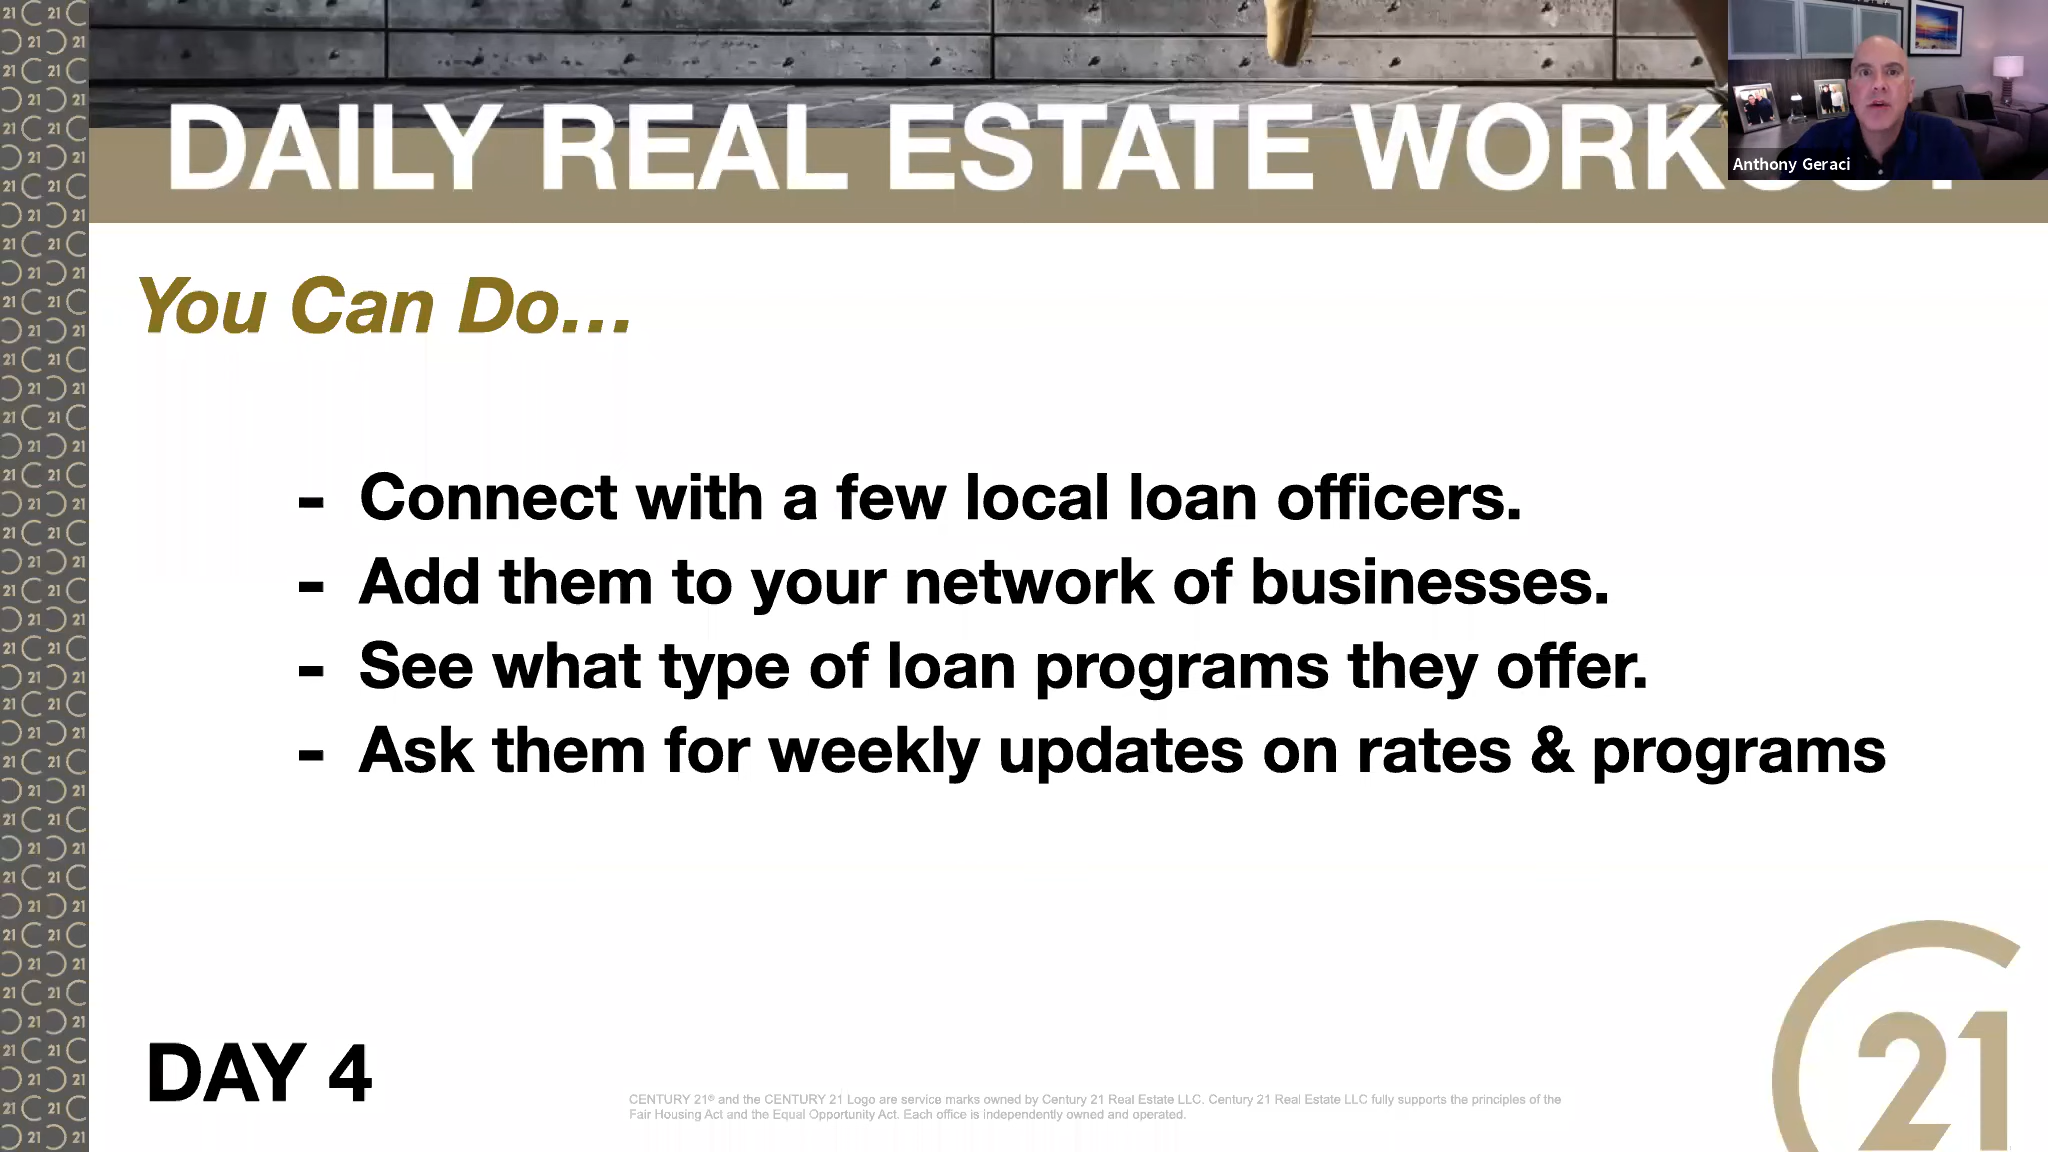 DAILY REAL ESTATE WORKOUT
Anthony Geraci
You Can Do...
- Connect with a few local loan officers.
- Add them to your network of businesses.
- See what type of loan programs they offer.
- Ask them for weekly updates on rates & programs
DAY 4
CENTURY 21® and the CENTURY 21 Logo are service marks owned by Century 21 Real Estate LLC. Century 21 Real Estate LLC fully supports the principles of the
Fair Housing Act and the Equal Opportunity Act. Each office is independently owned and operated.
C21